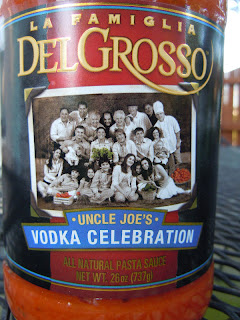 LA FAMIGLIA
DELGROSSO
UNCLE JOE'S
VODKA CELEBRATION
ALL NATURAL PASTA SAUCE
NET WT. 26oz (737g)